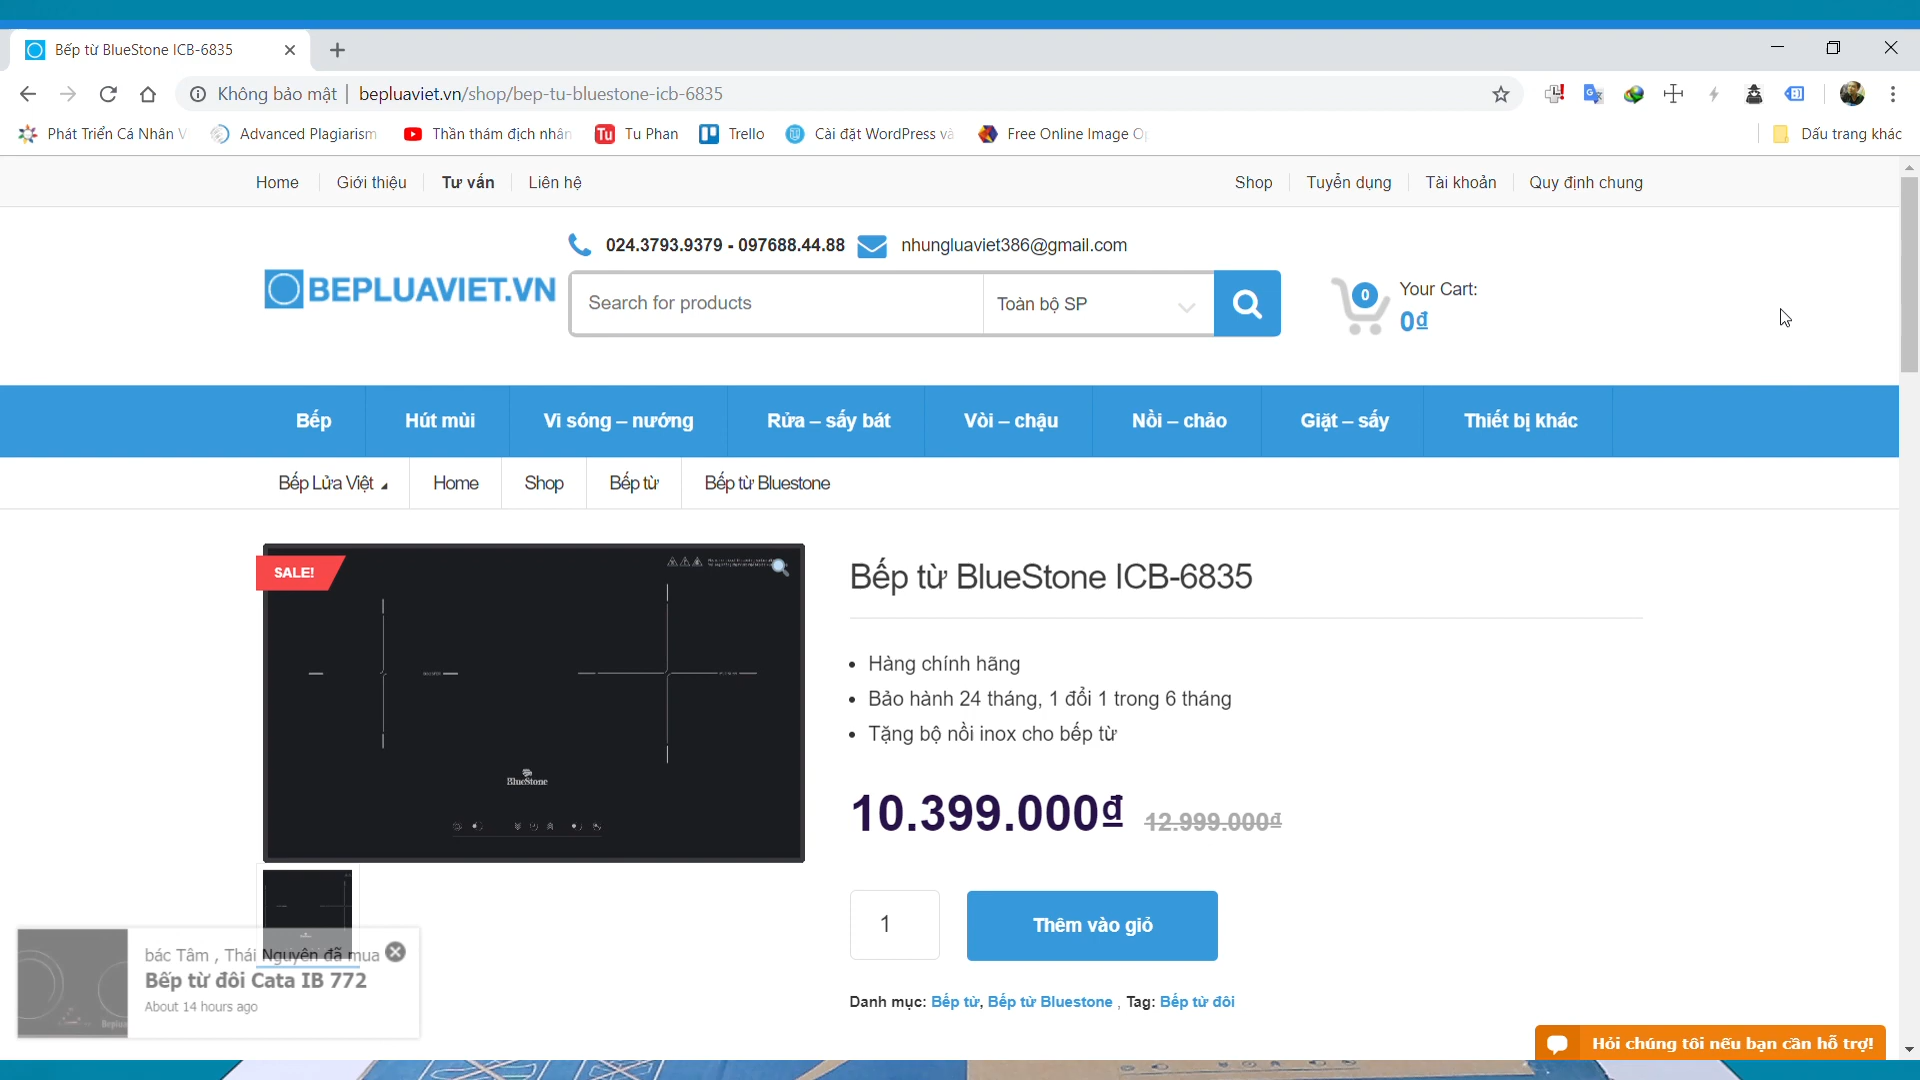 Bếp từ BlueStone ICB-6835
Không bảo mật | bepluaviet.vn/shop/bep-tu-bluestone-icb-6835
Phát Triển Cá Nhân V Advanced Plagiarism Thần thám địch nhân Tu Tu Phan Trello Cài đặt WordPress và Free Online Image Op Dấu trang khác
Home Giới thiệu Tư vấn Liên hệ Shop Tuyển dụng Tài khoản Quy định chung
024.3793.9379 - 097688.44.88 nhungluaviet386@gmail.com
BEPLUAVIET.VN
Search for products Toàn bộ SP
0 Your Cart:
0₫
Bếp Hút mùi Vi sóng – nướng Rửa – sấy bát Vòi – chậu Nồi – chảo Giặt – sấy Thiết bị khác
Bếp Lửa Việt Home Shop Bếp từ Bếp từ Bluestone
SALE!
Bếp từ BlueStone ICB-6835
Hàng chính hãng
Bảo hành 24 tháng, 1 đổi 1 trong 6 tháng
Tặng bộ nồi inox cho bếp từ
BlueStone
10.399.000₫ 12.999.000₫
1 Thêm vào giỏ
bác Tâm , Thái Nguyên đã mua
Bếp từ đôi Cata IB 772
About 14 hours ago
Danh mục: Bếp từ, Bếp từ Bluestone , Tag: Bếp từ đôi
Hỏi chúng tôi nếu bạn cần hỗ trợ!